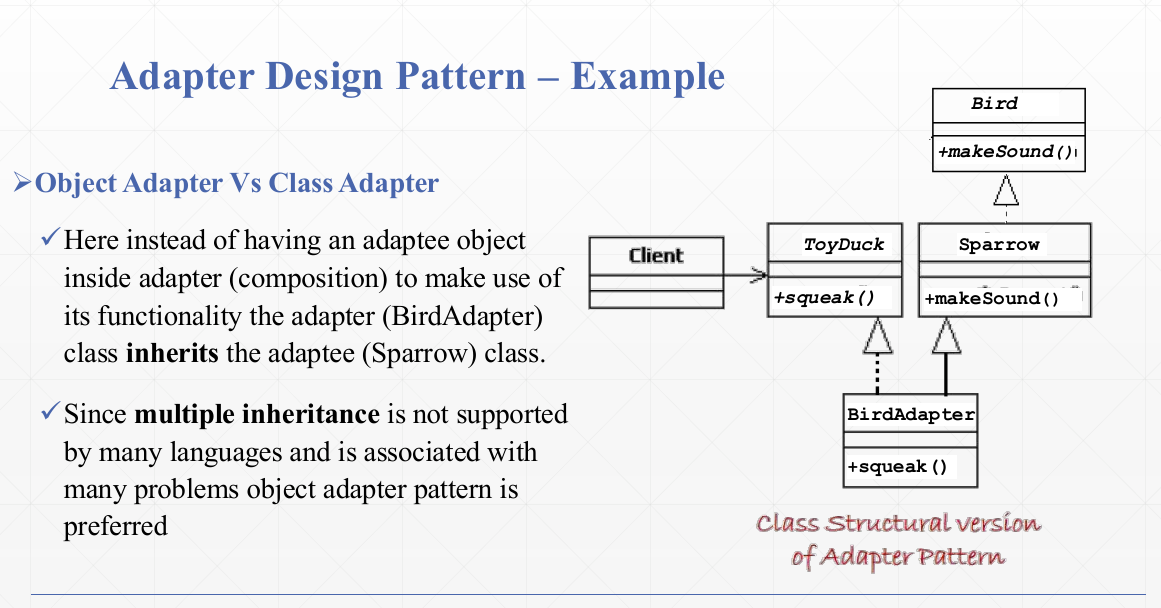 Adapter Design Pattern – Example
➢Object Adapter Vs Class Adapter
✓Here instead of having an adaptee object
inside adapter (composition) to make use of
its functionality the adapter (BirdAdapter)
class inherits the adaptee (Sparrow) class.
✓Since multiple inheritance is not supported
by many languages and is associated with
many problems object adapter pattern is
preferred
Bird
+makeSound()
Client
ToyDuck
+squeak()
Sparrow
+makeSound()
BirdAdapter
+squeak()
Class Structural version
of Adapter Pattern